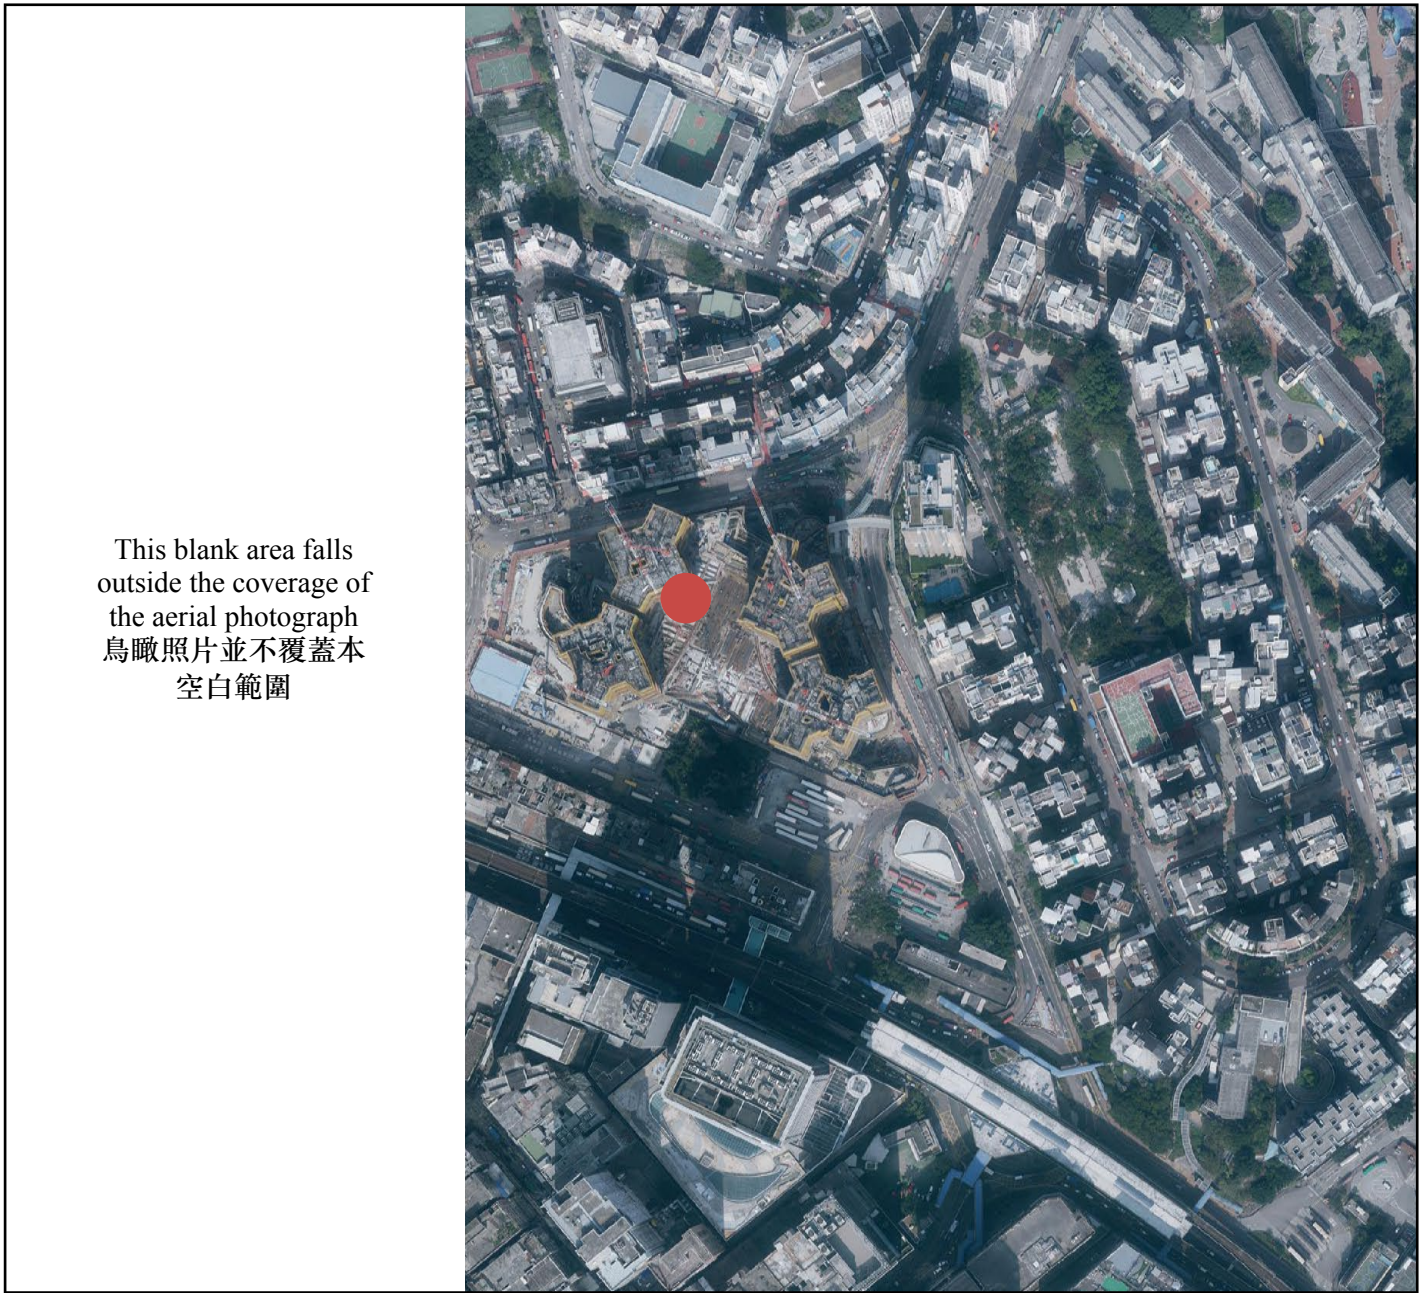 This blank area falls
outside the coverage of
the aerial photograph
鳥瞰照片並不覆蓋本
空白範圍